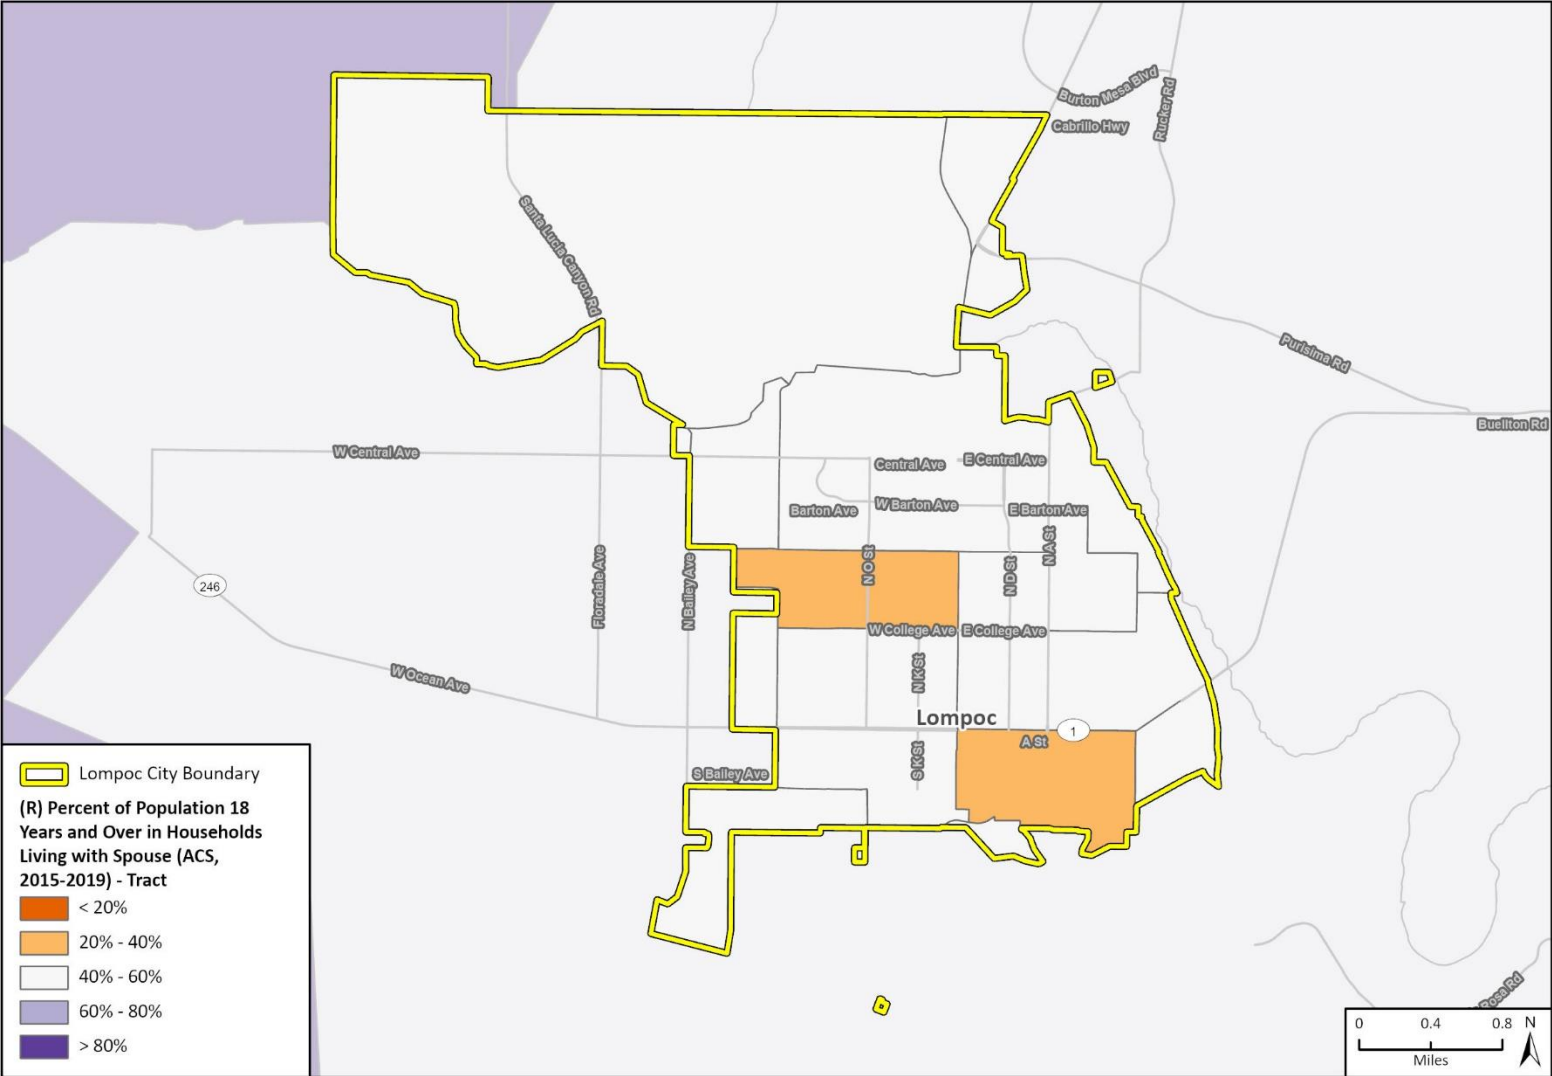 Burton Mesa Blvd
Cabrillo Hwy
Rucker Rd
Santa Lucia Canyon Rd
Purisima Rd
Buellton Rd
W Central Ave
Central Ave
E Central Ave
Barton Ave
W Barton Ave
E Barton Ave
N A St
N O St
N D St
Floradale Ave
N Bailey Ave
246
W College Ave
E College Ave
N K St
W Ocean Ave
Lompoc
1
A St
S K St
S Bailey Ave
Rosa Rd
Lompoc City Boundary
(R) Percent of Population 18
Years and Over in Households
Living with Spouse (ACS,
2015-2019) - Tract
< 20%
20% - 40%
40% - 60%
60% - 80%
> 80%
0 0.4 0.8 N
Miles